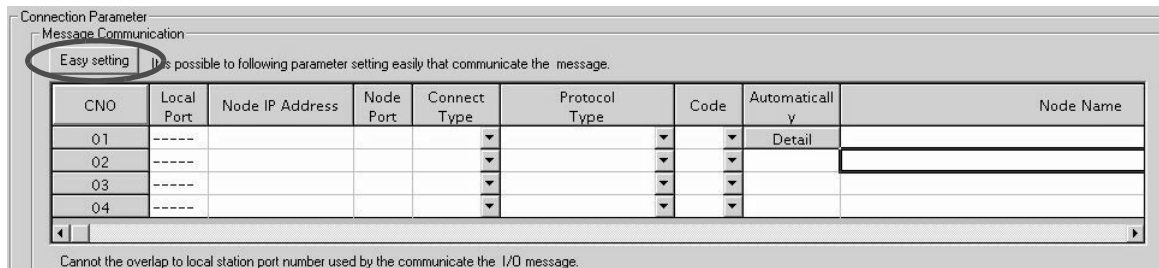 Connection Parameter
Message Communication
Easy setting
is possible to following parameter setting easily that communicate the message.
CNO Local Port Node IP Address Node Port Connect Type Protocol Type Code Automatically Node Name
01 ----- Detail
02 -----
03 -----
04 -----
Cannot the overlap to local station port number used by the communicate the I/O message.